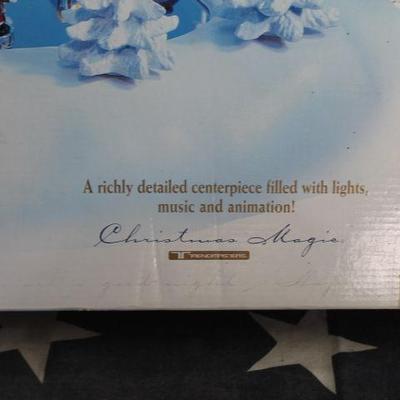 A richly detailed centerpiece filled with lights,
music and animation!
Christmas Magic
TRENDMASTERS